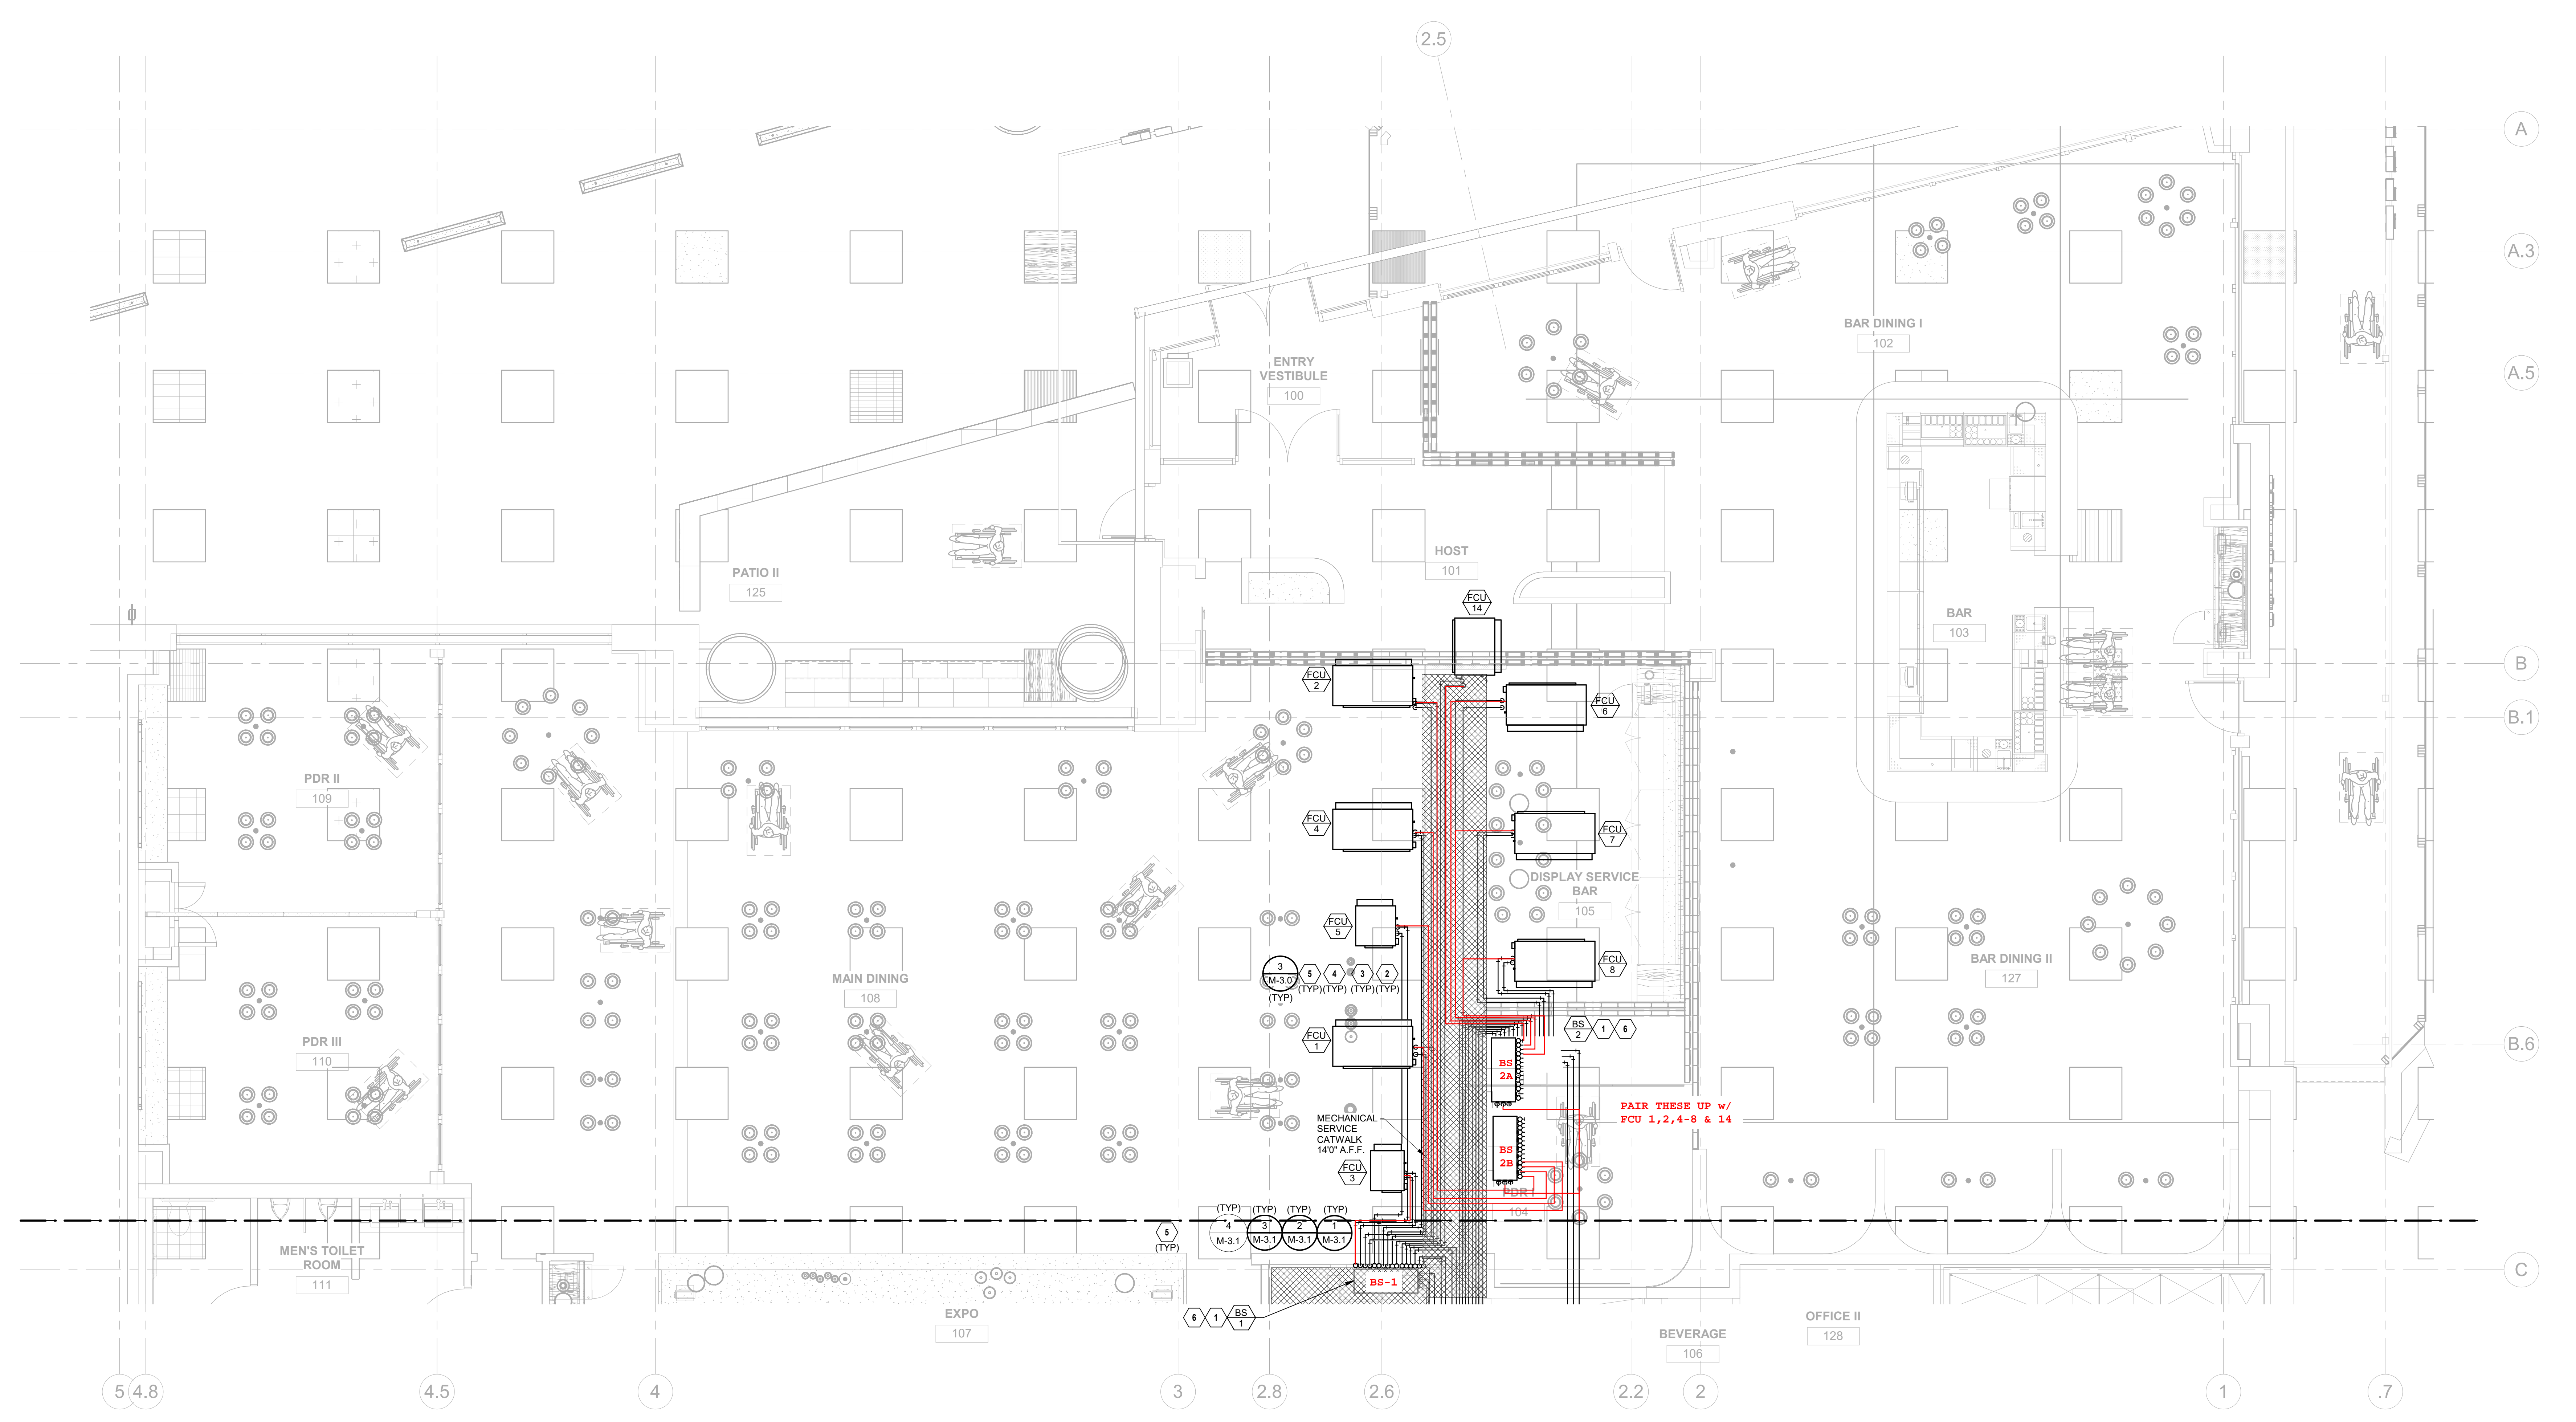 2.5
A
A.3
BAR DINING I
102
ENTRY
VESTIBULE
100
A.5
HOST
101
PATIO II
125
FCU
14
BAR
103
B
FCU
2
FCU
6
B.1
PDR II
109
FCU
4
FCU
7
DISPLAY SERVICE
BAR
105
FCU
5
FCU
8
BAR DINING II
127
MAIN DINING
108
3
M-3.0
(TYP)
5
(TYP)
4
(TYP)
3
(TYP)
2
(TYP)
BS
2
1
6
PDR III
110
FCU
1
B.6
BS
2A
PAIR THESE UP w/
FCU 1,2,4-8 & 14
MECHANICAL
SERVICE
CATWALK
14'0" A.F.F.
BS
2B
FCU
3
PDR I
104
(TYP)
4
M-3.1
(TYP)
3
M-3.1
(TYP)
2
M-3.1
(TYP)
1
M-3.1
5
(TYP)
MEN'S TOILET
ROOM
111
C
BS-1
6
1
BS
1
EXPO
107
OFFICE II
128
BEVERAGE
106
5
4.8
4.5
4
3
2.8
2.6
2.2
2
1
.7